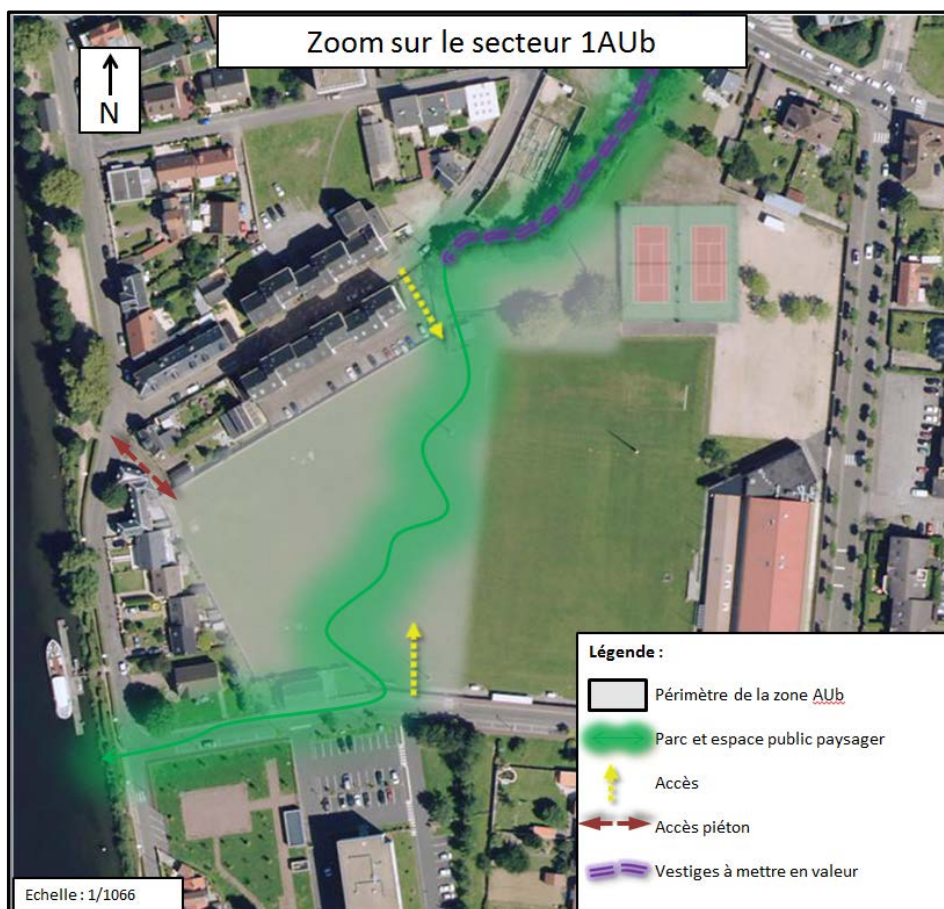 Zoom sur le secteur 1AUb
N
Légende :
Périmètre de la zone AUb
Parc et espace public paysager
Accès
Accès piéton
Vestiges à mettre en valeur
Echelle : 1/1066